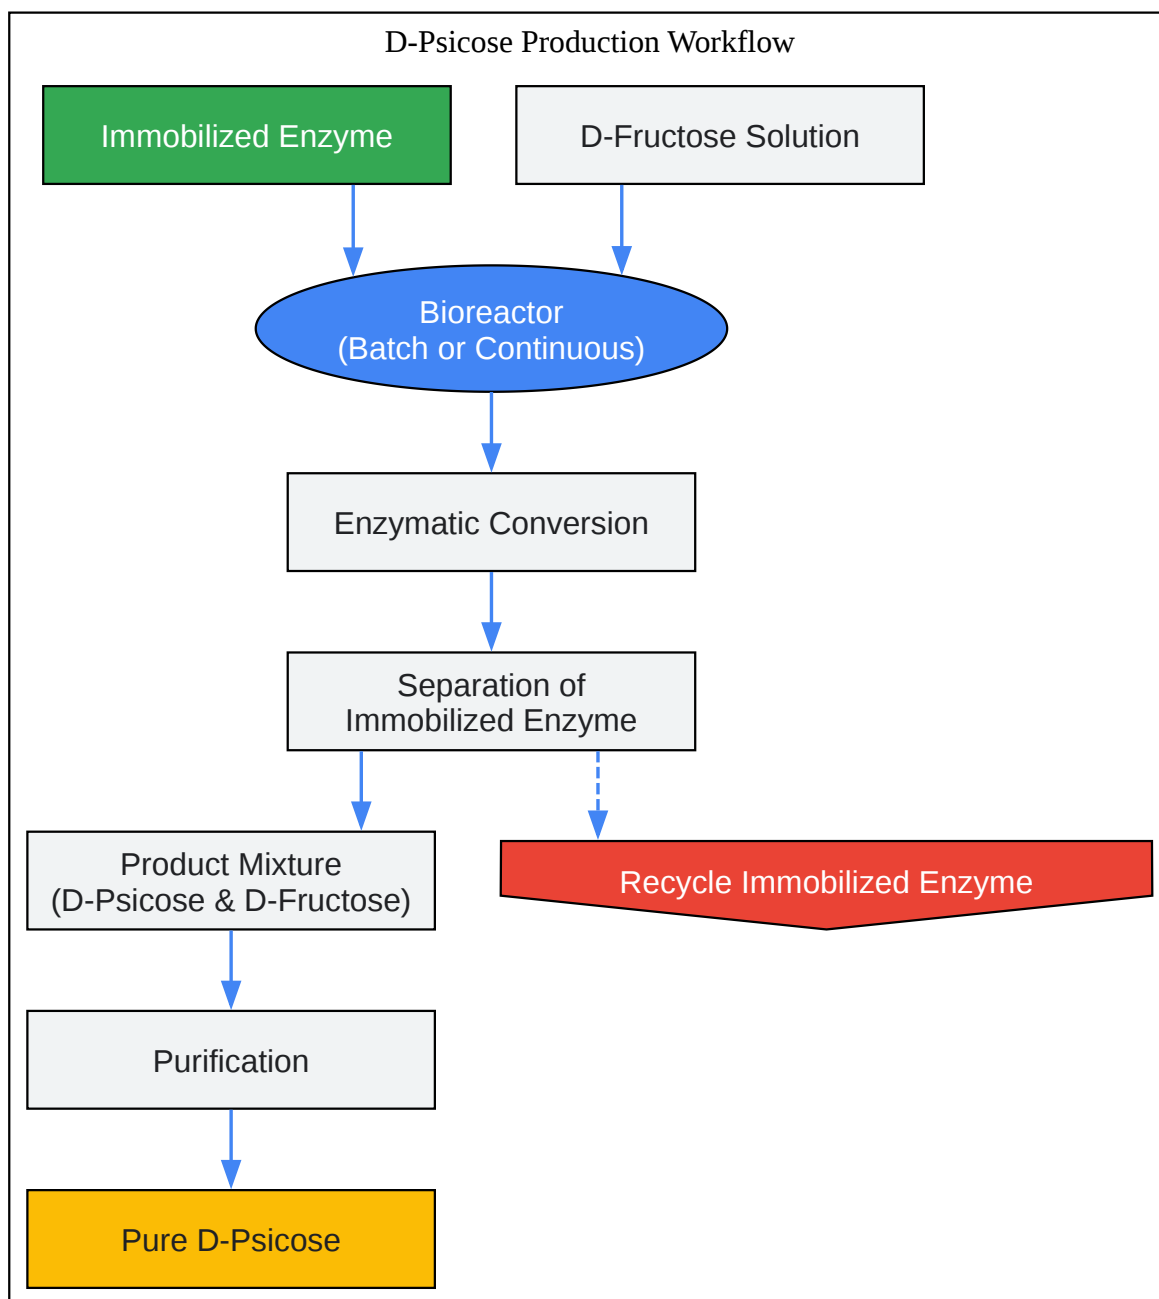 D-Psicose Production Workflow
Immobilized Enzyme
D-Fructose Solution
Bioreactor
(Batch or Continuous)
Enzymatic Conversion
Separation of
Immobilized Enzyme
Product Mixture
(D-Psicose & D-Fructose)
Recycle Immobilized Enzyme
Purification
Pure D-Psicose